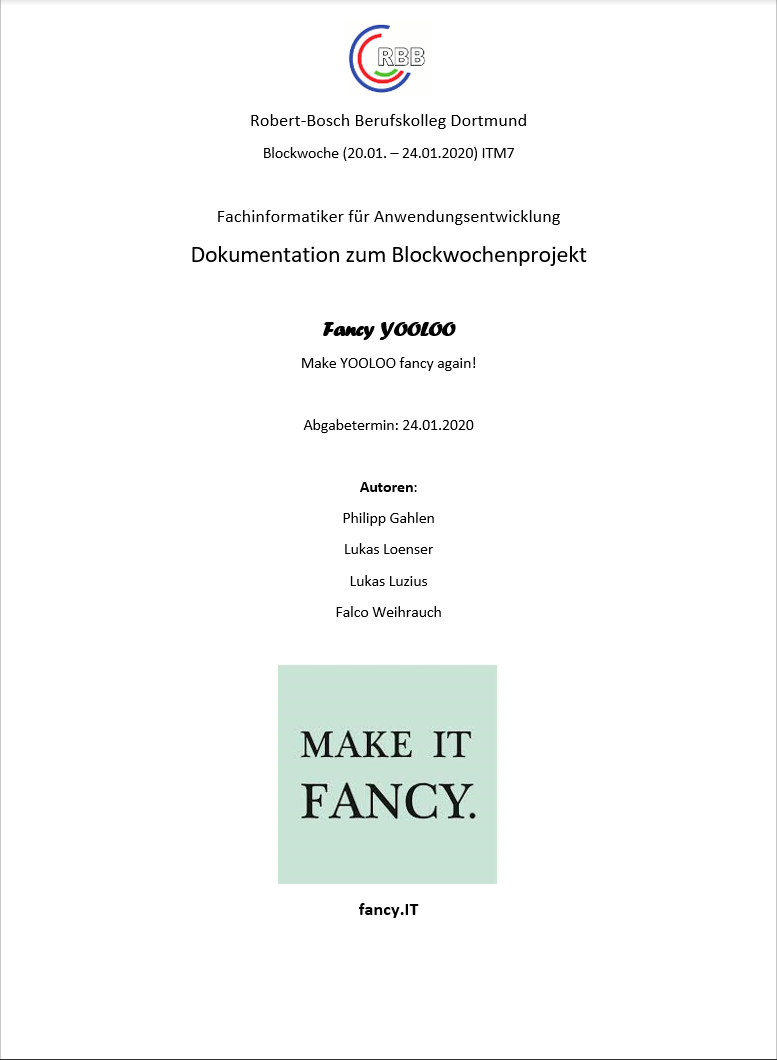 RBB
Robert-Bosch Berufskolleg Dortmund
Blockwoche (20.01. – 24.01.2020) ITM7
Fachinformatiker für Anwendungsentwicklung
Dokumentation zum Blockwochenprojekt
Fancy YOOLOO
Make YOOLOO fancy again!
Abgabetermin: 24.01.2020
Autoren:
Philipp Gahlen
Lukas Loenser
Lukas Luzius
Falco Weihrauch
MAKE IT
FANCY.
fancy.IT